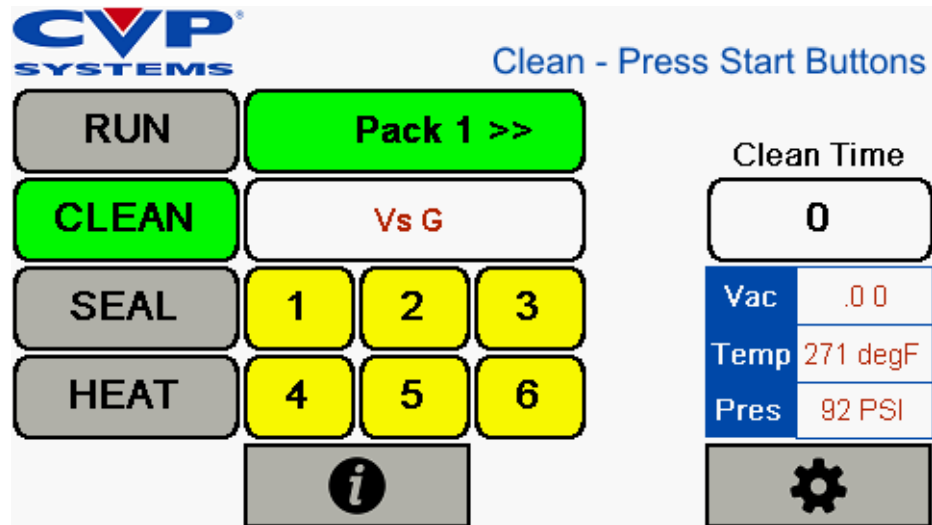 CVP®
SYSTEMS
Clean - Press Start Buttons
RUN
Pack 1 >>
Clean Time
CLEAN
Vs G
0
SEAL
1
2
3
Vac
.0 0
Temp
271 degF
HEAT
4
5
6
Pres
92 PSI
i